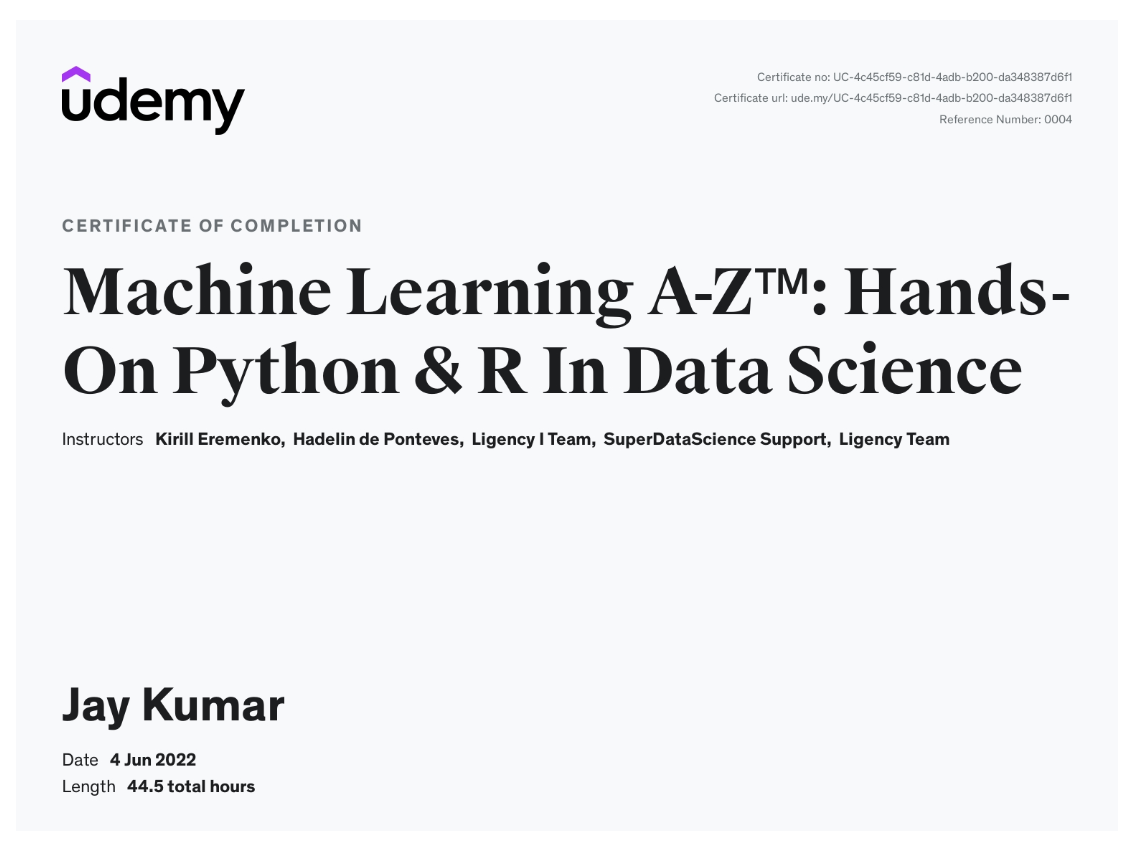 udemy
Certificate no: UC-4c45cf59-c81d-4adb-b200-da348387d6f1
Certificate url: ude.my/UC-4c45cf59-c81d-4adb-b200-da348387d6f1
Reference Number: 0004
CERTIFICATE OF COMPLETION
Machine Learning A-Z™: Hands-
On Python & R In Data Science
Instructors Kirill Eremenko, Hadelin de Ponteves, Ligency I Team, SuperDataScience Support, Ligency Team
Jay Kumar
Date 4 Jun 2022
Length 44.5 total hours